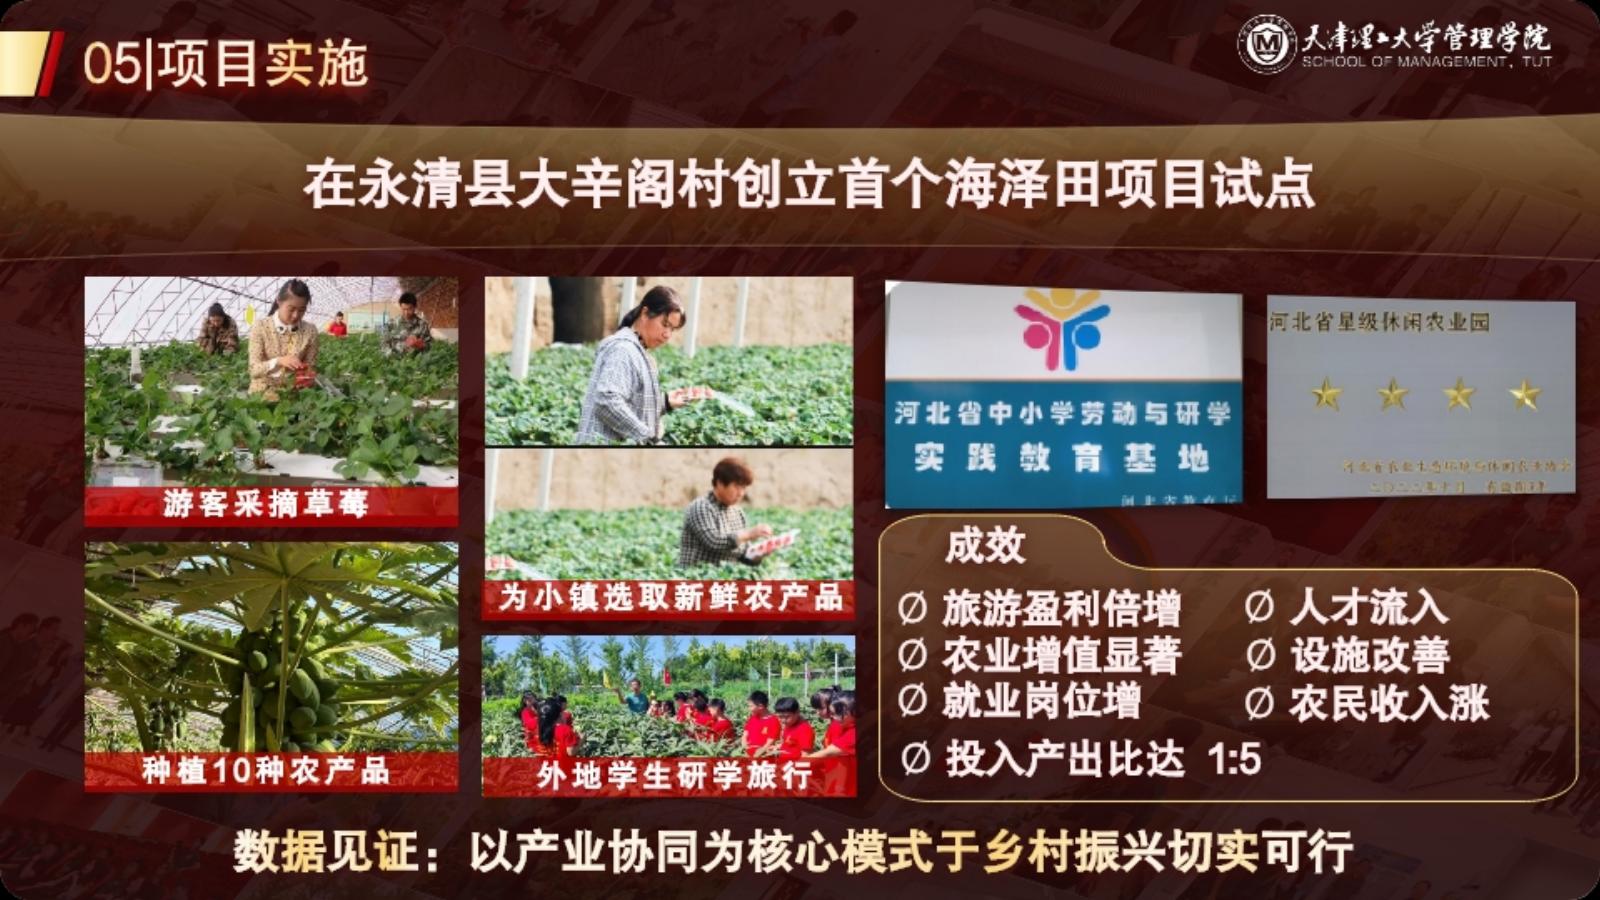 05|项目实施
天津理工大学管理学院
SCHOOL OF MANAGEMENT, TUT
在永清县大辛阁村创立首个海泽田项目试点
游客采摘草莓
种植10种农产品
为小镇选取新鲜农产品
外地学生研学旅行
河北省中小学劳动与研学
实践教育基地
河北省教育厅
河北省星级休闲农业园
成效
Ø 旅游盈利倍增
Ø 农业增值显著
Ø 就业岗位增
Ø 投入产出比达 1:5
Ø 人才流入
Ø 设施改善
Ø 农民收入涨
数据见证：以产业协同为核心模式于乡村振兴切实可行